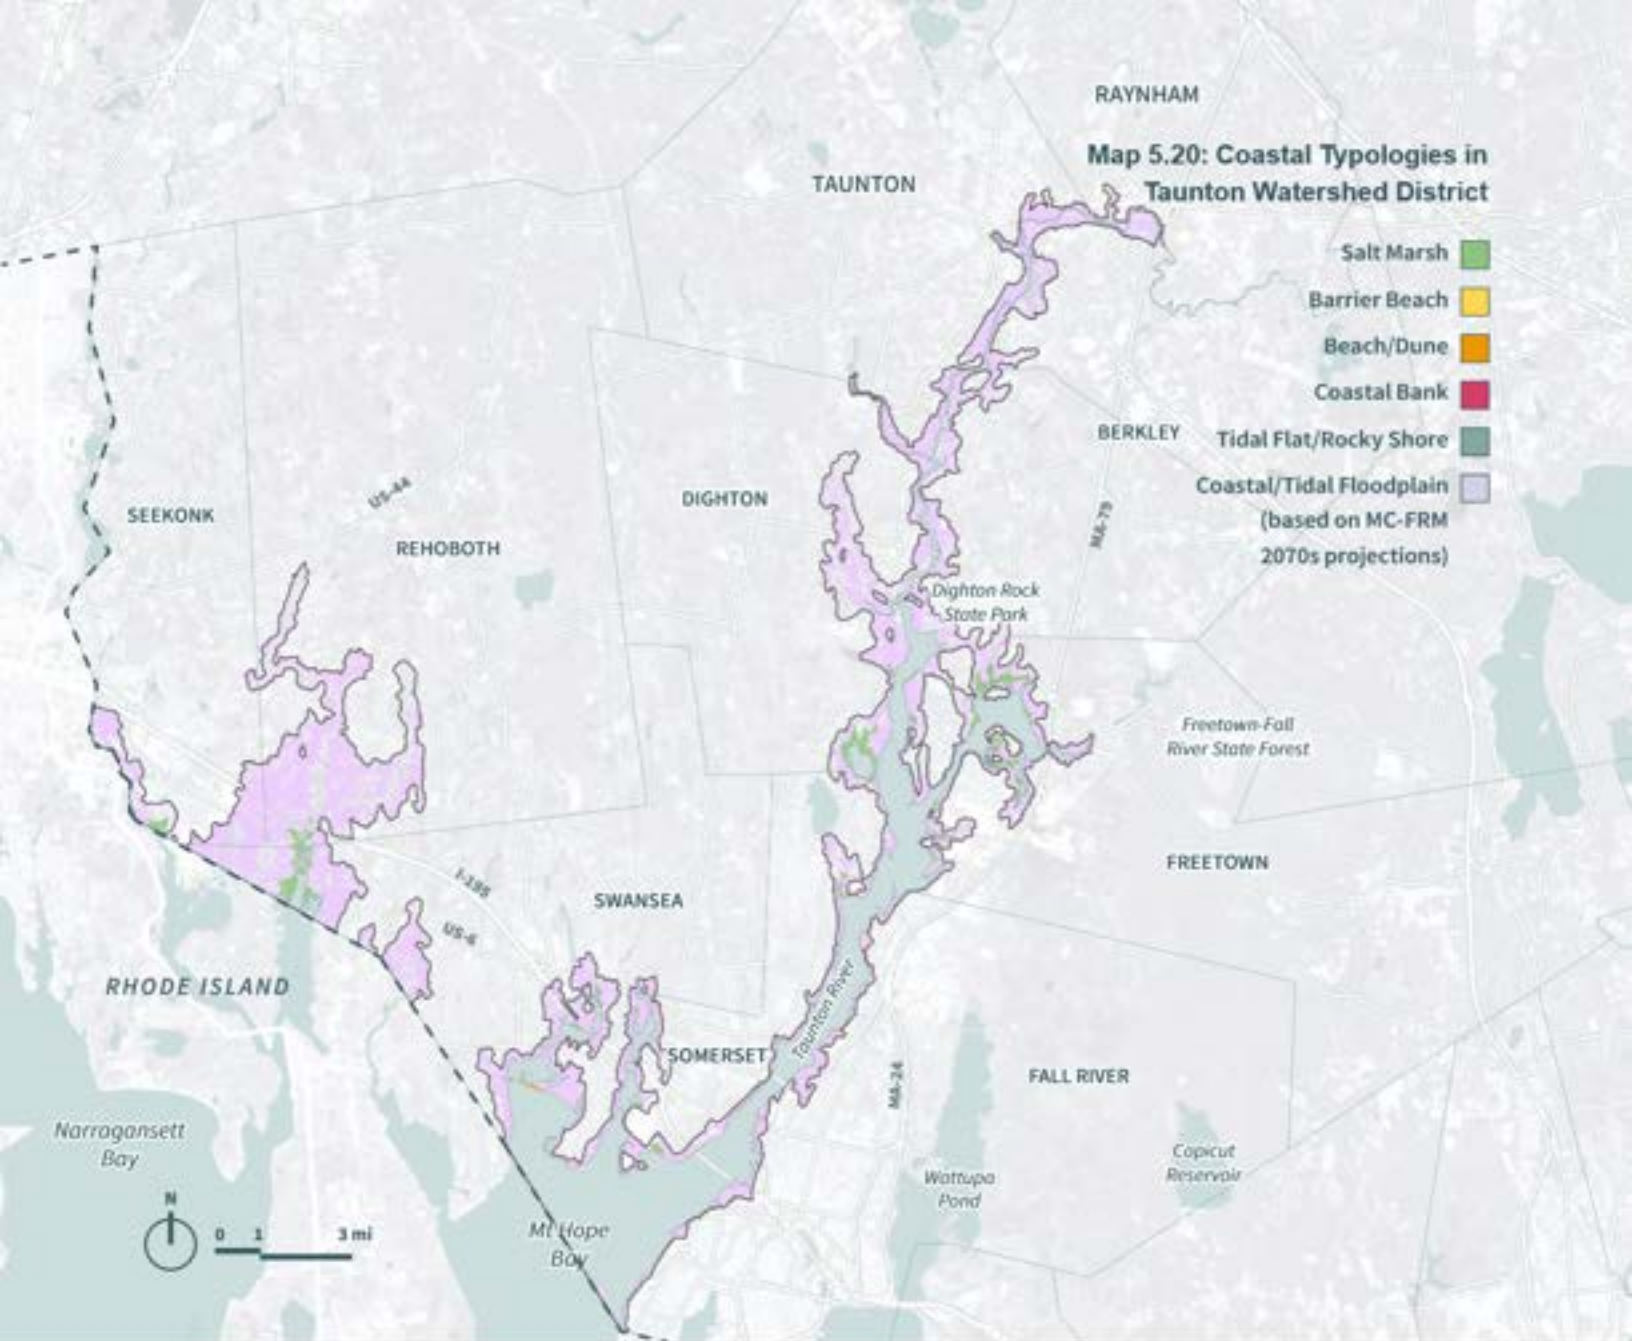 RAYNHAM
Map 5.20: Coastal Typologies in
Taunton Watershed District
TAUNTON
Salt Marsh
Barrier Beach
Beach/Dune
Coastal Bank
Tidal Flat/Rocky Shore
Coastal/Tidal Floodplain
(based on MC-FRM
2070s projections)
BERKLEY
MA-79
SEEKONK
US-44
REHOBOTH
DIGHTON
Dighton Rock
State Park
Freetown-Fall
River State Forest
FREETOWN
I-195
US-6
SWANSEA
RHODE ISLAND
Taunton River
SOMERSET
MA-24
FALL RIVER
Narragansett
Bay
Copicut
Reservoir
Wattupa
Pond
Mt Hope
Bay
N
0 1 3 mi